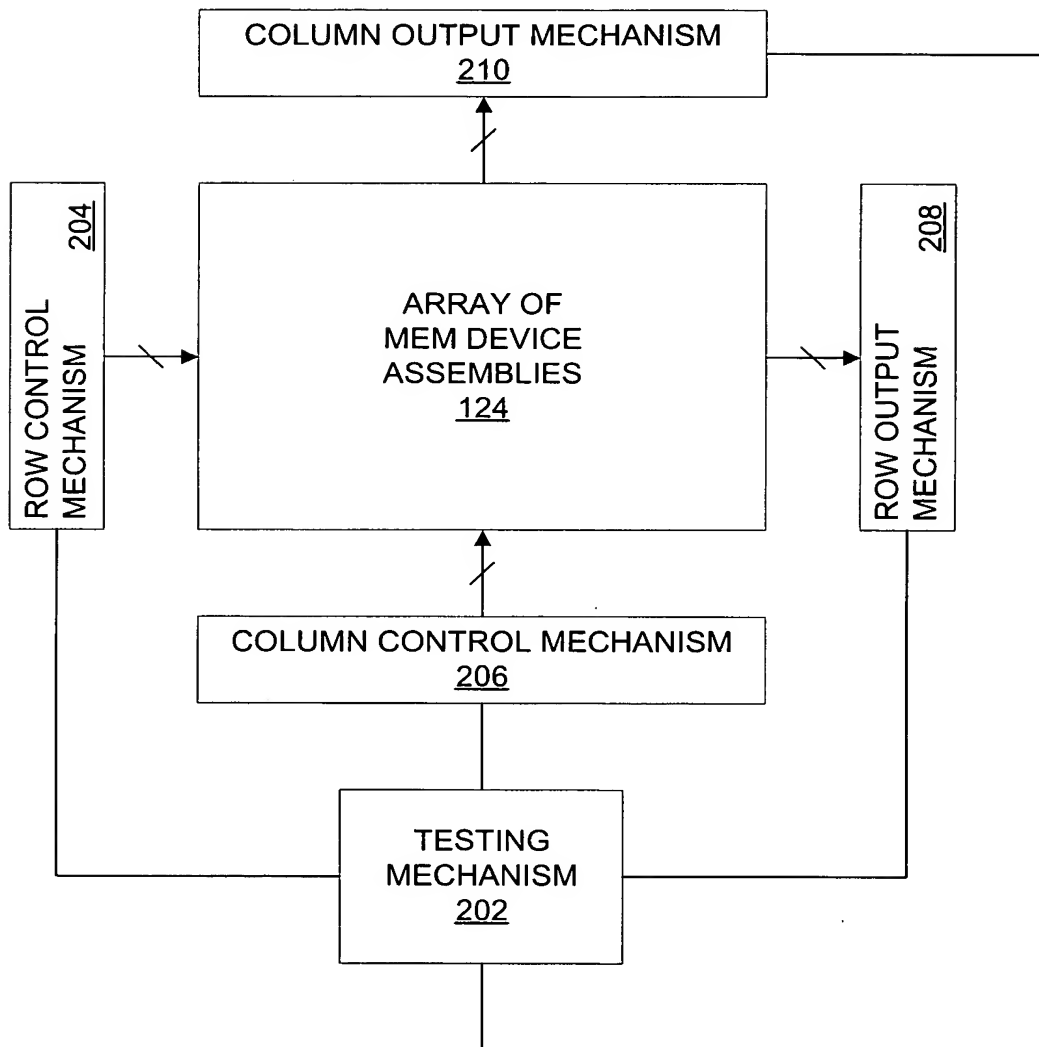 COLUMN OUTPUT MECHANISM
210
ROW CONTROL
MECHANISM
204
ARRAY OF
MEM DEVICE
ASSEMBLIES
124
ROW OUTPUT
MECHANISM
208
COLUMN CONTROL MECHANISM
206
TESTING
MECHANISM
202